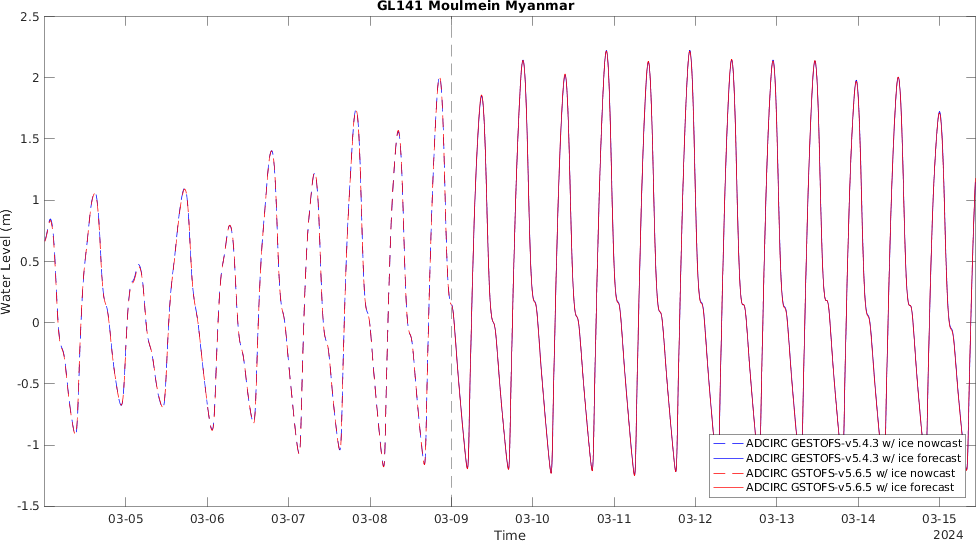 GL141 Moulmein Myanmar
2.5
2
1.5
1
0.5
0
-0.5
-1
-1.5
Water Level (m)
ADCIRC GESTOFS-v5.4.3 w/ ice nowcast
ADCIRC GESTOFS-v5.4.3 w/ ice forecast
ADCIRC GSTOFS-v5.6.5 w/ ice nowcast
ADCIRC GSTOFS-v5.6.5 w/ ice forecast
03-05 03-06 03-07 03-08 03-09 03-10 03-11 03-12 03-13 03-14 03-15
Time
2024